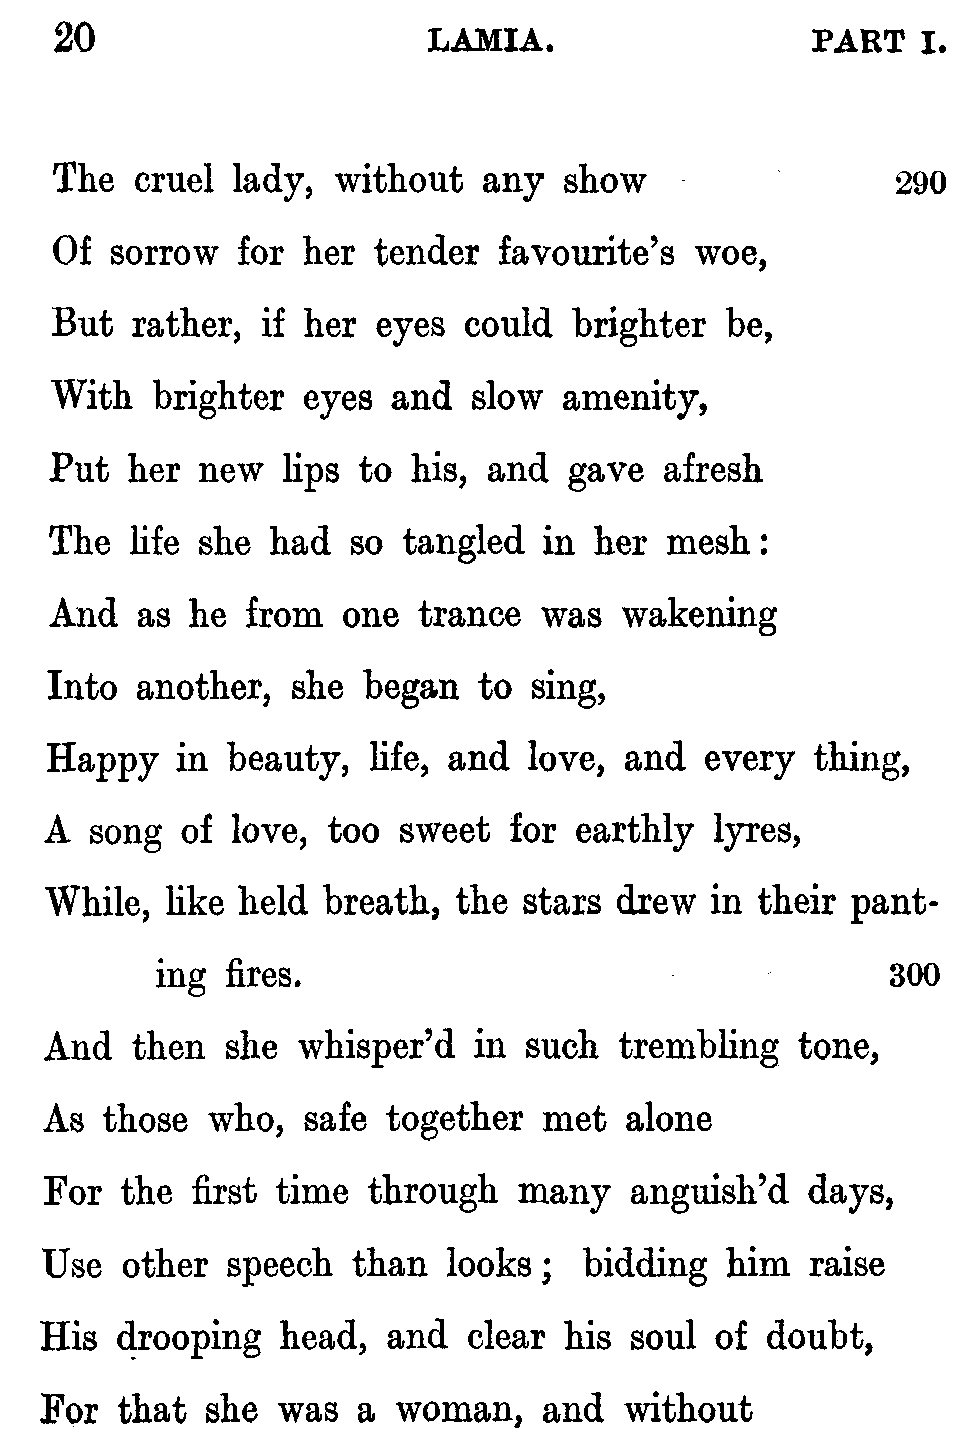 20 LAMIA. PART I.
The cruel lady, without any show 290
Of sorrow for her tender favourite's woe,
But rather, if her eyes could brighter be,
With brighter eyes and slow amenity,
Put her new lips to his, and gave afresh
The life she had so tangled in her mesh:
And as he from one trance was wakening
Into another, she began to sing,
Happy in beauty, life, and love, and every thing,
A song of love, too sweet for earthly lyres,
While, like held breath, the stars drew in their pant-
ing fires. 300
And then she whisper'd in such trembling tone,
As those who, safe together met alone
For the first time through many anguish'd days,
Use other speech than looks; bidding him raise
His drooping head, and clear his soul of doubt,
For that she was a woman, and without